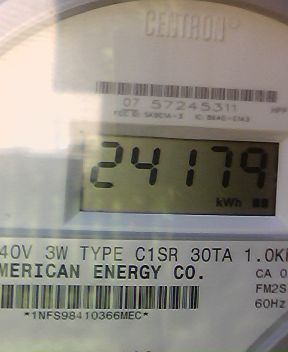 CENTRON®
07 57245311
24179
kWh
40V 3W TYPE C1SR 30TA 1.0K
MERICAN ENERGY CO.
CA 0
FM2S
60Hz
*1NFS98410366MEC*